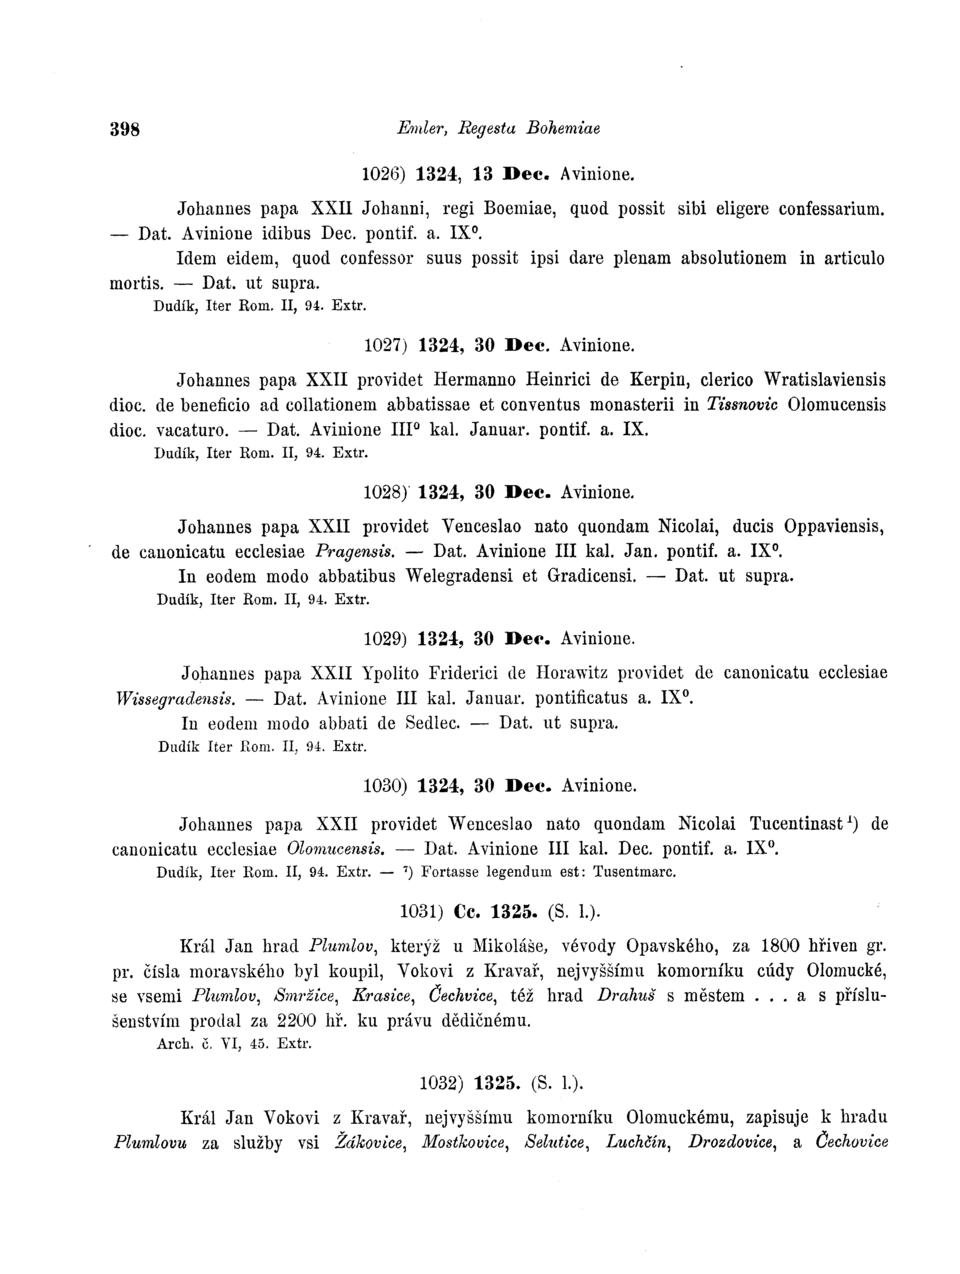 398 Emler, Regesta Bohemiae
1026) 1324, 13 Dec. Avinione.
Johannes papa XXII Johanni, regi Boemiae, quod possit sibi eligere confessarium.
— Dat. Avinione idibus Dec. pontif. a. IX⁰.
Idem eidem, quod confessor suus possit ipsi dare plenam absolutionem in articulo
mortis. — Dat. ut supra.
Dudík, Iter Rom. II, 94. Extr.
1027) 1324, 30 Dec. Avinione.
Johannes papa XXII providet Hermanno Heinrici de Kerpin, clerico Wratislaviensis
dioc. de beneficio ad collationem abbatissae et conventus monasterii in Tissnovic Olomucensis
dioc. vacaturo. — Dat. Avinione III⁰ kal. Januar. pontif. a. IX.
Dudík, Iter Rom. II, 94. Extr.
1028) 1324, 30 Dec. Avinione.
Johannes papa XXII providet Venceslao nato quondam Nicolai, ducis Oppaviensis,
de canonicatu ecclesiae Pragensis. — Dat. Avinione III kal. Jan. pontif. a. IX⁰.
In eodem modo abbatibus Welegradensi et Gradicensi. — Dat. ut supra.
Dudík, Iter Rom. II, 94. Extr.
1029) 1324, 30 Dec. Avinione.
Johannes papa XXII Ypolito Friderici de Horawitz providet de canonicatu ecclesiae
Wissegradensis. — Dat. Avinione III kal. Januar. pontificatus a. IX⁰.
In eodem modo abbati de Sedlec. — Dat. ut supra.
Dudík Iter Rom. II, 94. Extr.
1030) 1324, 30 Dec. Avinione.
Johannes papa XXII providet Wenceslao nato quondam Nicolai Tucentinast ¹) de
canonicatu ecclesiae Olomucensis. — Dat. Avinione III kal. Dec. pontif. a. IX⁰.
Dudík, Iter Rom. II, 94. Extr. — ⁷) Fortasse legendum est: Tusentmarc.
1031) Cc. 1325. (S. l.).
Král Jan hrad Plumlov, kterýž u Mikoláše, vévody Opavského, za 1800 hřiven gr.
pr. čísla moravského byl koupil, Vokovi z Kravař, nejvyššímu komorníku cúdy Olomucké,
se vsemi Plumlov, Smržice, Krasice, Čechvice, též hrad Drahuš s městem . . . a s příslu-
šenstvím prodal za 2200 hř. ku právu dědičnému.
Arch. č. VI, 45. Extr.
1032) 1325. (S. l.).
Král Jan Vokovi z Kravař, nejvyššímu komorníku Olomuckému, zapisuje k hradu
Plumlovu za služby vsi Žákovice, Mostkovice, Selutice, Luchčín, Drozdovice, a Čechovice